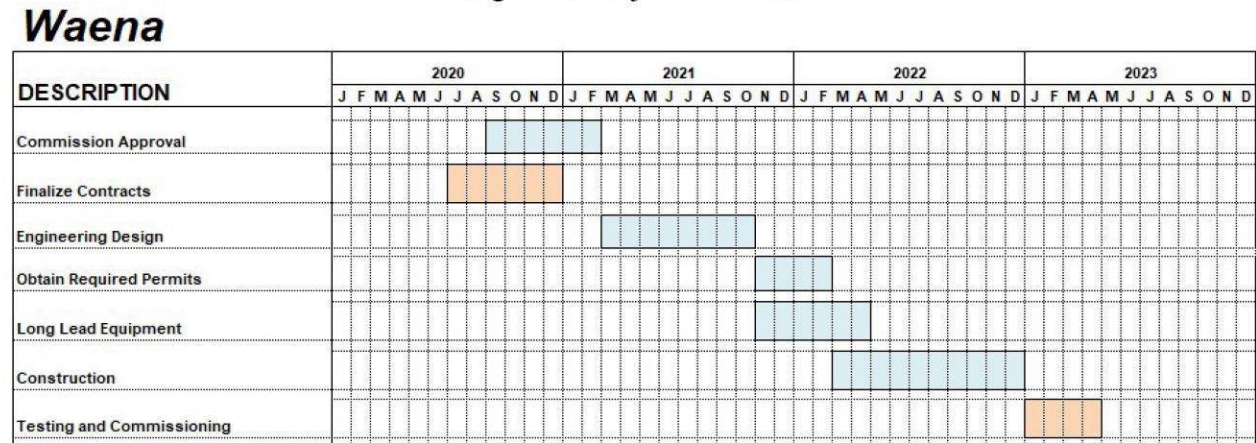 Waena
2020 2021 2022 2023
DESCRIPTION
J F M A M J J A S O N D J F M A M J J A S O N D J F M A M J J A S O N D J F M A M J J A S O N D
Commission Approval
Finalize Contracts
Engineering Design
Obtain Required Permits
Long Lead Equipment
Construction
Testing and Commissioning